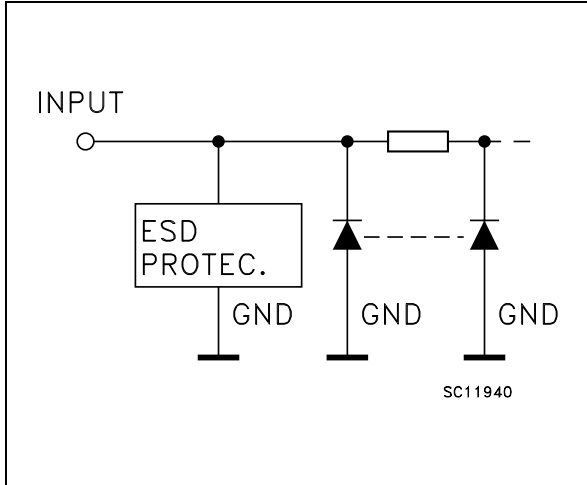 INPUT
ESD
PROTEC.
GND
GND
GND
SC11940